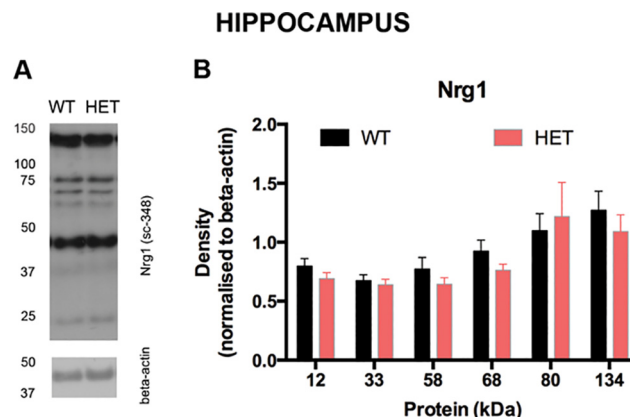 HIPPOCAMPUS
A
WT HET
150
100
75
50
37
25
Nrg1 (sc-348)
50
37
beta-actin
B
Nrg1
WT
HET
Density
(normalised to beta-actin)
2.0
1.5
1.0
0.5
0.0
12 33 58 68 80 134
Protein (kDa)